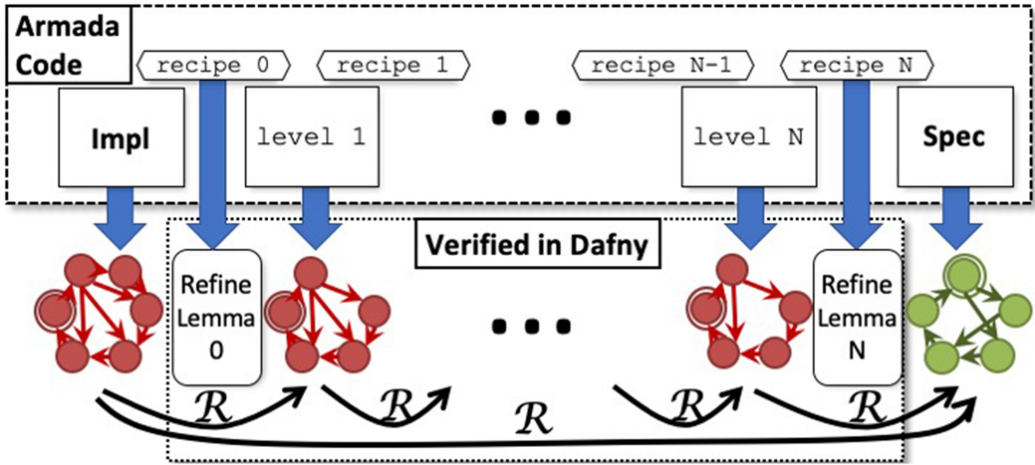 Armada
Code
recipe 0
recipe 1
recipe N-1
recipe N
Impl
level 1
level N
Spec
Verified in Dafny
Refine
Lemma
0
Refine
Lemma
N
ℛ
ℛ
ℛ
ℛ
ℛ